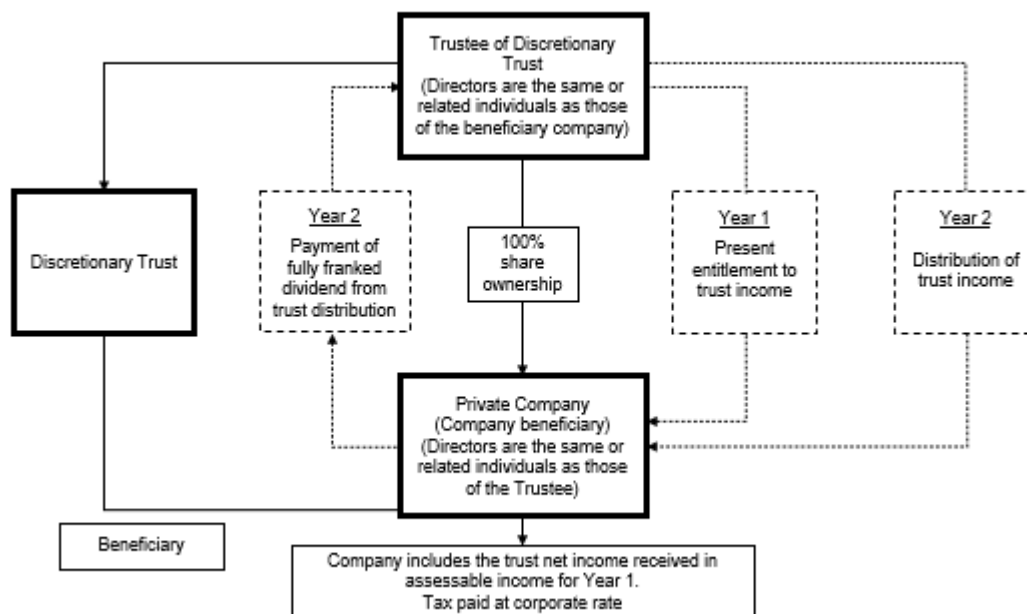 Trustee of Discretionary
Trust
(Directors are the same or
related individuals as those
of the beneficiary company)
Discretionary Trust
Year 2
Payment of
fully franked
dividend from
trust distribution
100%
share
ownership
Year 1
Present
entitlement to
trust income
Year 2
Distribution of
trust income
Private Company
(Company beneficiary)
(Directors are the same or
related individuals as those
of the Trustee)
Beneficiary
Company includes the trust net income received in
assessable income for Year 1.
Tax paid at corporate rate